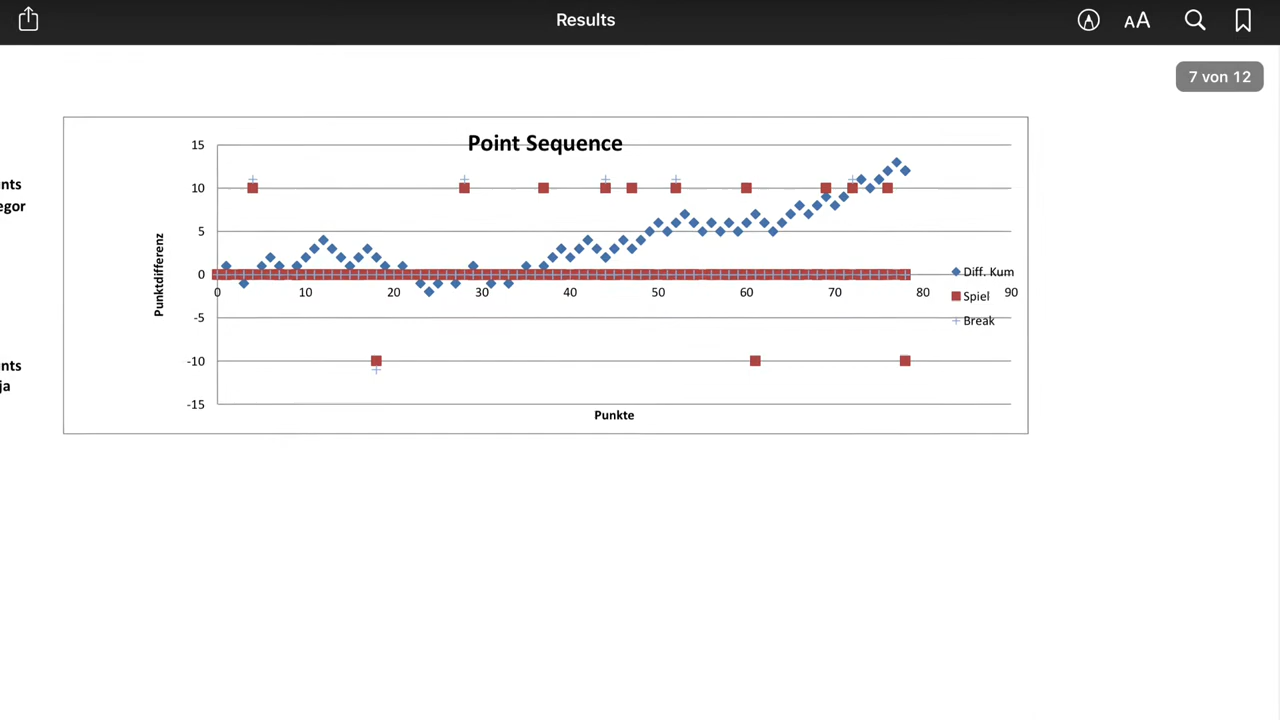 Results
AA
7 von 12
nts
egor
nts
ja
Point Sequence
Punktdifferenz
15
10
5
0
-5
-10
-15
0 10 20 30 40 50 60 70 80 90
Diff. Kum
Spiel
Break
Punkte